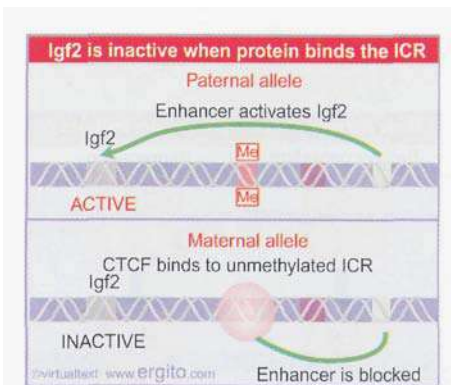 Igf2 is inactive when protein binds the ICR
Paternal allele
Enhancer activates Igf2
Igf2
Me
Me
ACTIVE
Maternal allele
CTCF binds to unmethylated ICR
Igf2
INACTIVE
©virtualtext www.ergito.com
Enhancer is blocked